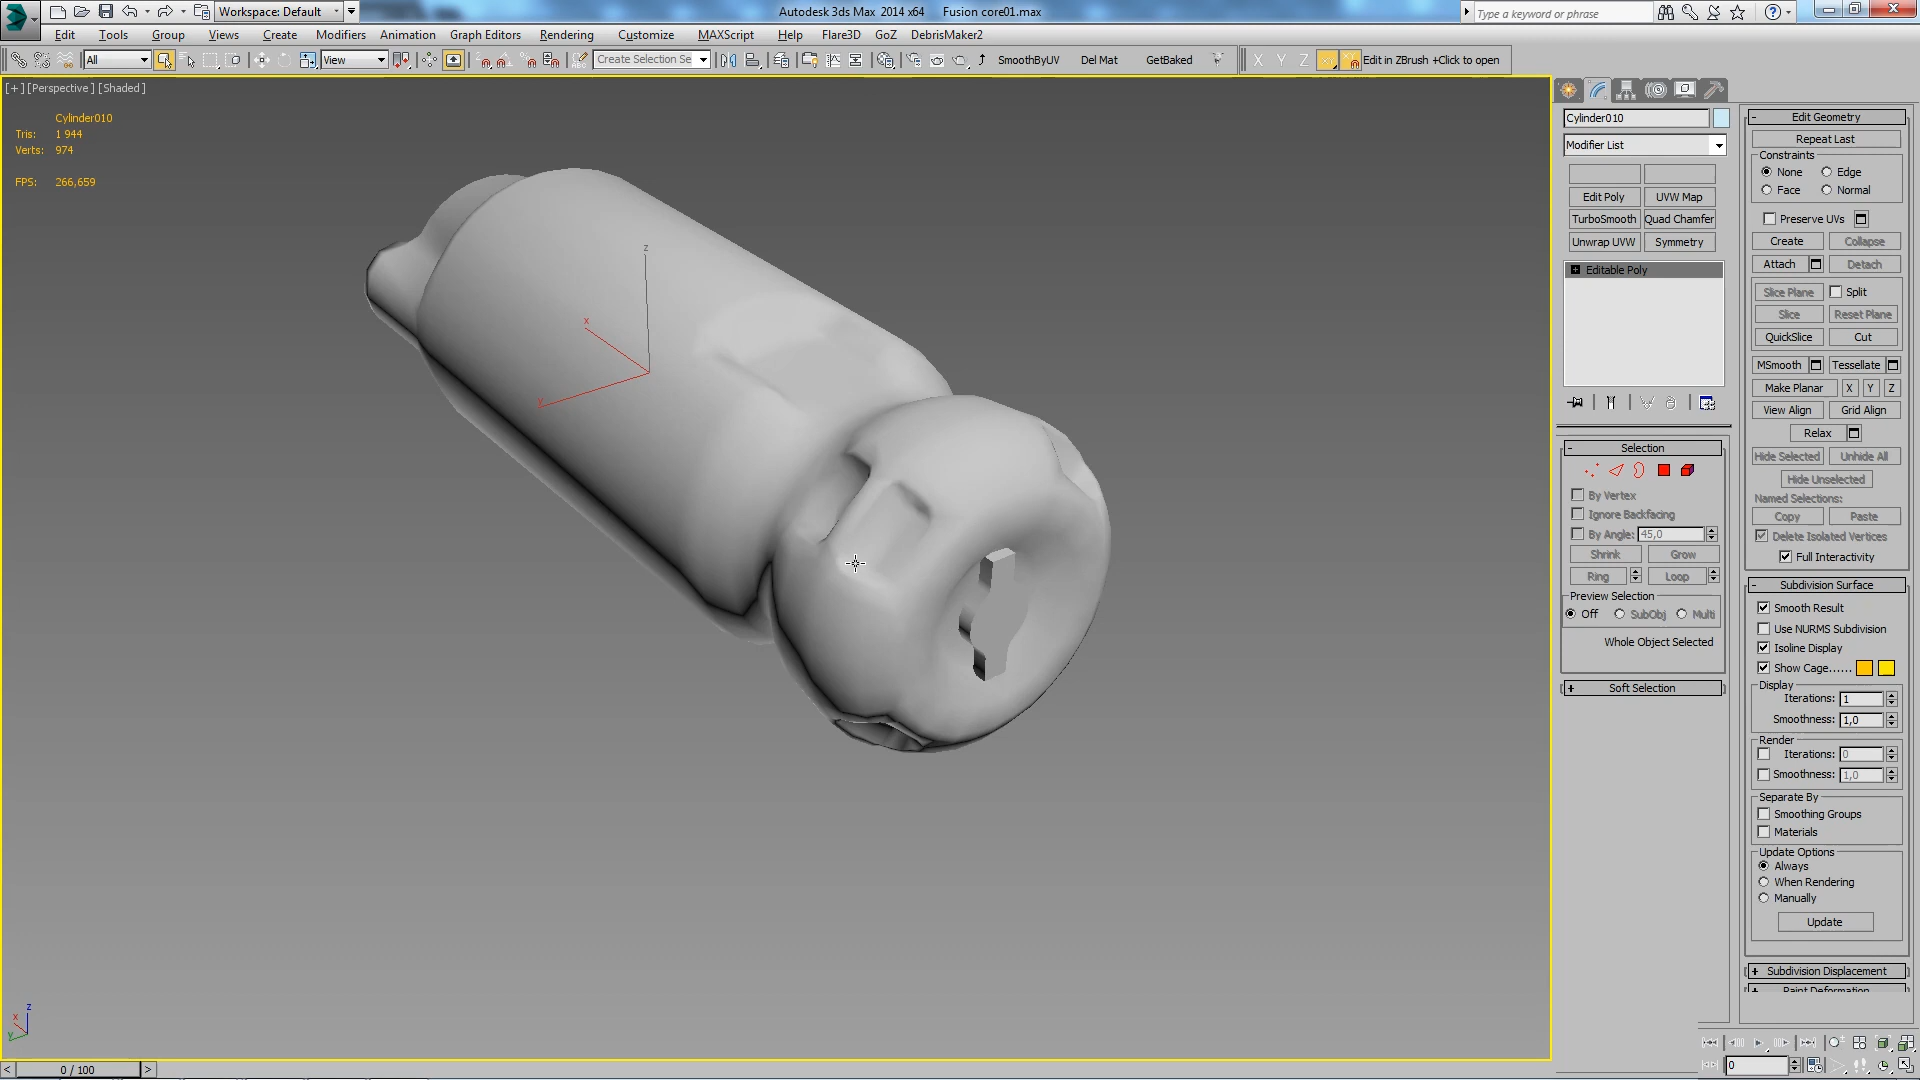 Workspace: Default
Autodesk 3ds Max 2014 x64 Fusion core01.max
Type a keyword or phrase
Edit Tools Group Views Create Modifiers Animation Graph Editors Rendering Customize MAXScript Help Flare3D GoZ DebrisMaker2
All View Create Selection Se SmoothByUV Del Mat GetBaked X Y Z Edit in ZBrush +Click to open
[+] [Perspective ] [Shaded ]
Cylinder010
Tris: 1 944
Verts: 974
FPS: 266,659
z
x
y
z
x
y
< 0 / 100 >
Cylinder010
Modifier List
Edit Poly UVW Map
TurboSmooth Quad Chamfer
Unwrap UVW Symmetry
Editable Poly
- Selection
By Vertex
Ignore Backfacing
By Angle: 45,0
Shrink Grow
Ring Loop
Preview Selection
Off SubObj Multi
Whole Object Selected
+ Soft Selection
- Edit Geometry
Repeat Last
Constraints
None Edge
Face Normal
Preserve UVs
Create Collapse
Attach Detach
Slice Plane Split
Slice Reset Plane
QuickSlice Cut
MSmooth Tessellate
Make Planar X Y Z
View Align Grid Align
Relax
Hide Selected Unhide All
Hide Unselected
Named Selections:
Copy Paste
Delete Isolated Vertices
Full Interactivity
- Subdivision Surface
Smooth Result
Use NURMS Subdivision
Isoline Display
Show Cage......
Display
Iterations: 1
Smoothness: 1,0
Render
Iterations: 0
Smoothness: 1,0
Separate By
Smoothing Groups
Materials
Update Options
Always
When Rendering
Manually
Update
+ Subdivision Displacement
+ Paint Deformation
0